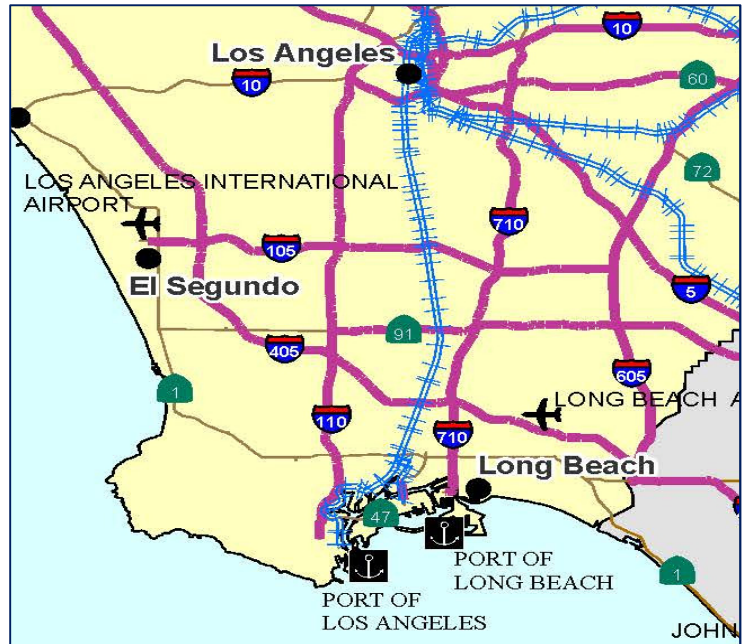 10
Los Angeles
10
60
LOS ANGELES INTERNATIONAL
AIRPORT
72
710
105
El Segundo
5
91
405
605
1
LONG BEACH A
110
710
Long Beach
47
PORT OF
LONG BEACH
1
PORT OF
LOS ANGELES
JOHN